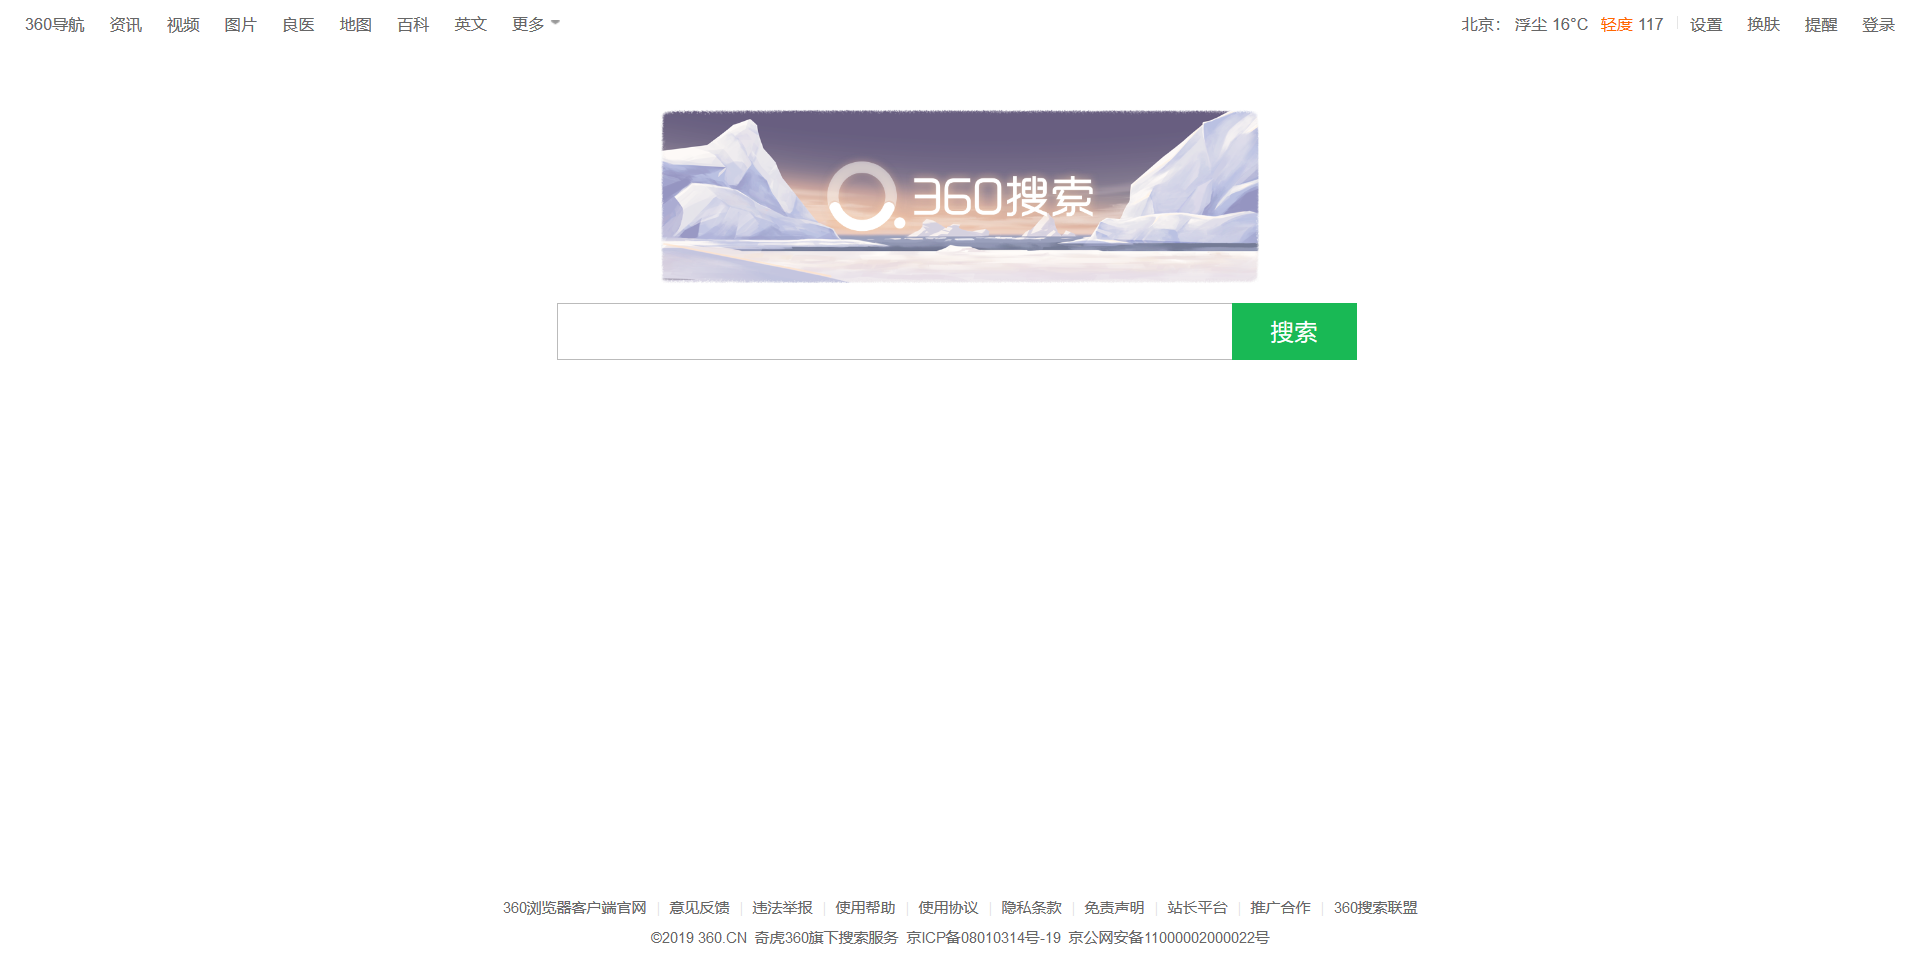 360导航 资讯 视频 图片 良医 地图 百科 英文 更多 北京： 浮尘 16°C 轻度 117 设置 换肤 提醒 登录
360搜索
搜索
360浏览器客户端官网 意见反馈 违法举报 使用帮助 使用协议 隐私条款 免责声明 站长平台 推广合作 360搜索联盟
©2019 360.CN 奇虎360旗下搜索服务 京ICP备08010314号-19 京公网安备11000002000022号